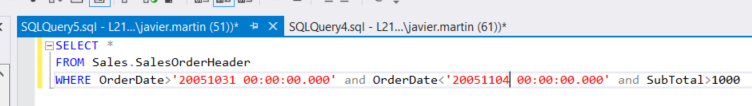 SQLQuery5.sql - L21...\javier.martin (51))* SQLQuery4.sql - L21...\javier.martin (61))*
SELECT *
FROM Sales.SalesOrderHeader
WHERE OrderDate>'20051031 00:00:00.000' and OrderDate<'20051104 00:00:00.000' and SubTotal>1000